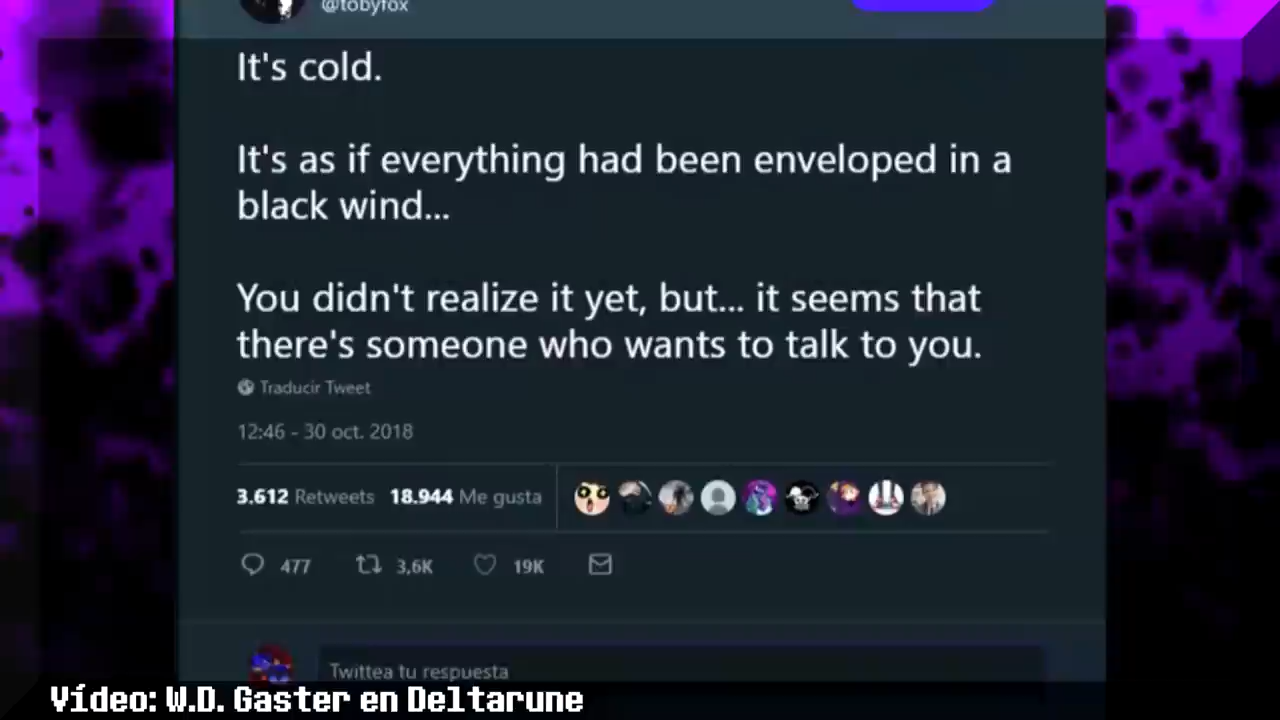 @tobyfox
It's cold.
It's as if everything had been enveloped in a
black wind...
You didn't realize it yet, but... it seems that
there's someone who wants to talk to you.
Traducir Tweet
12:46 - 30 oct. 2018
3.612 Retweets 18.944 Me gusta
477 3,6K 19K
Twittea tu respuesta
Vídeo: W.D. Gaster en Deltarune